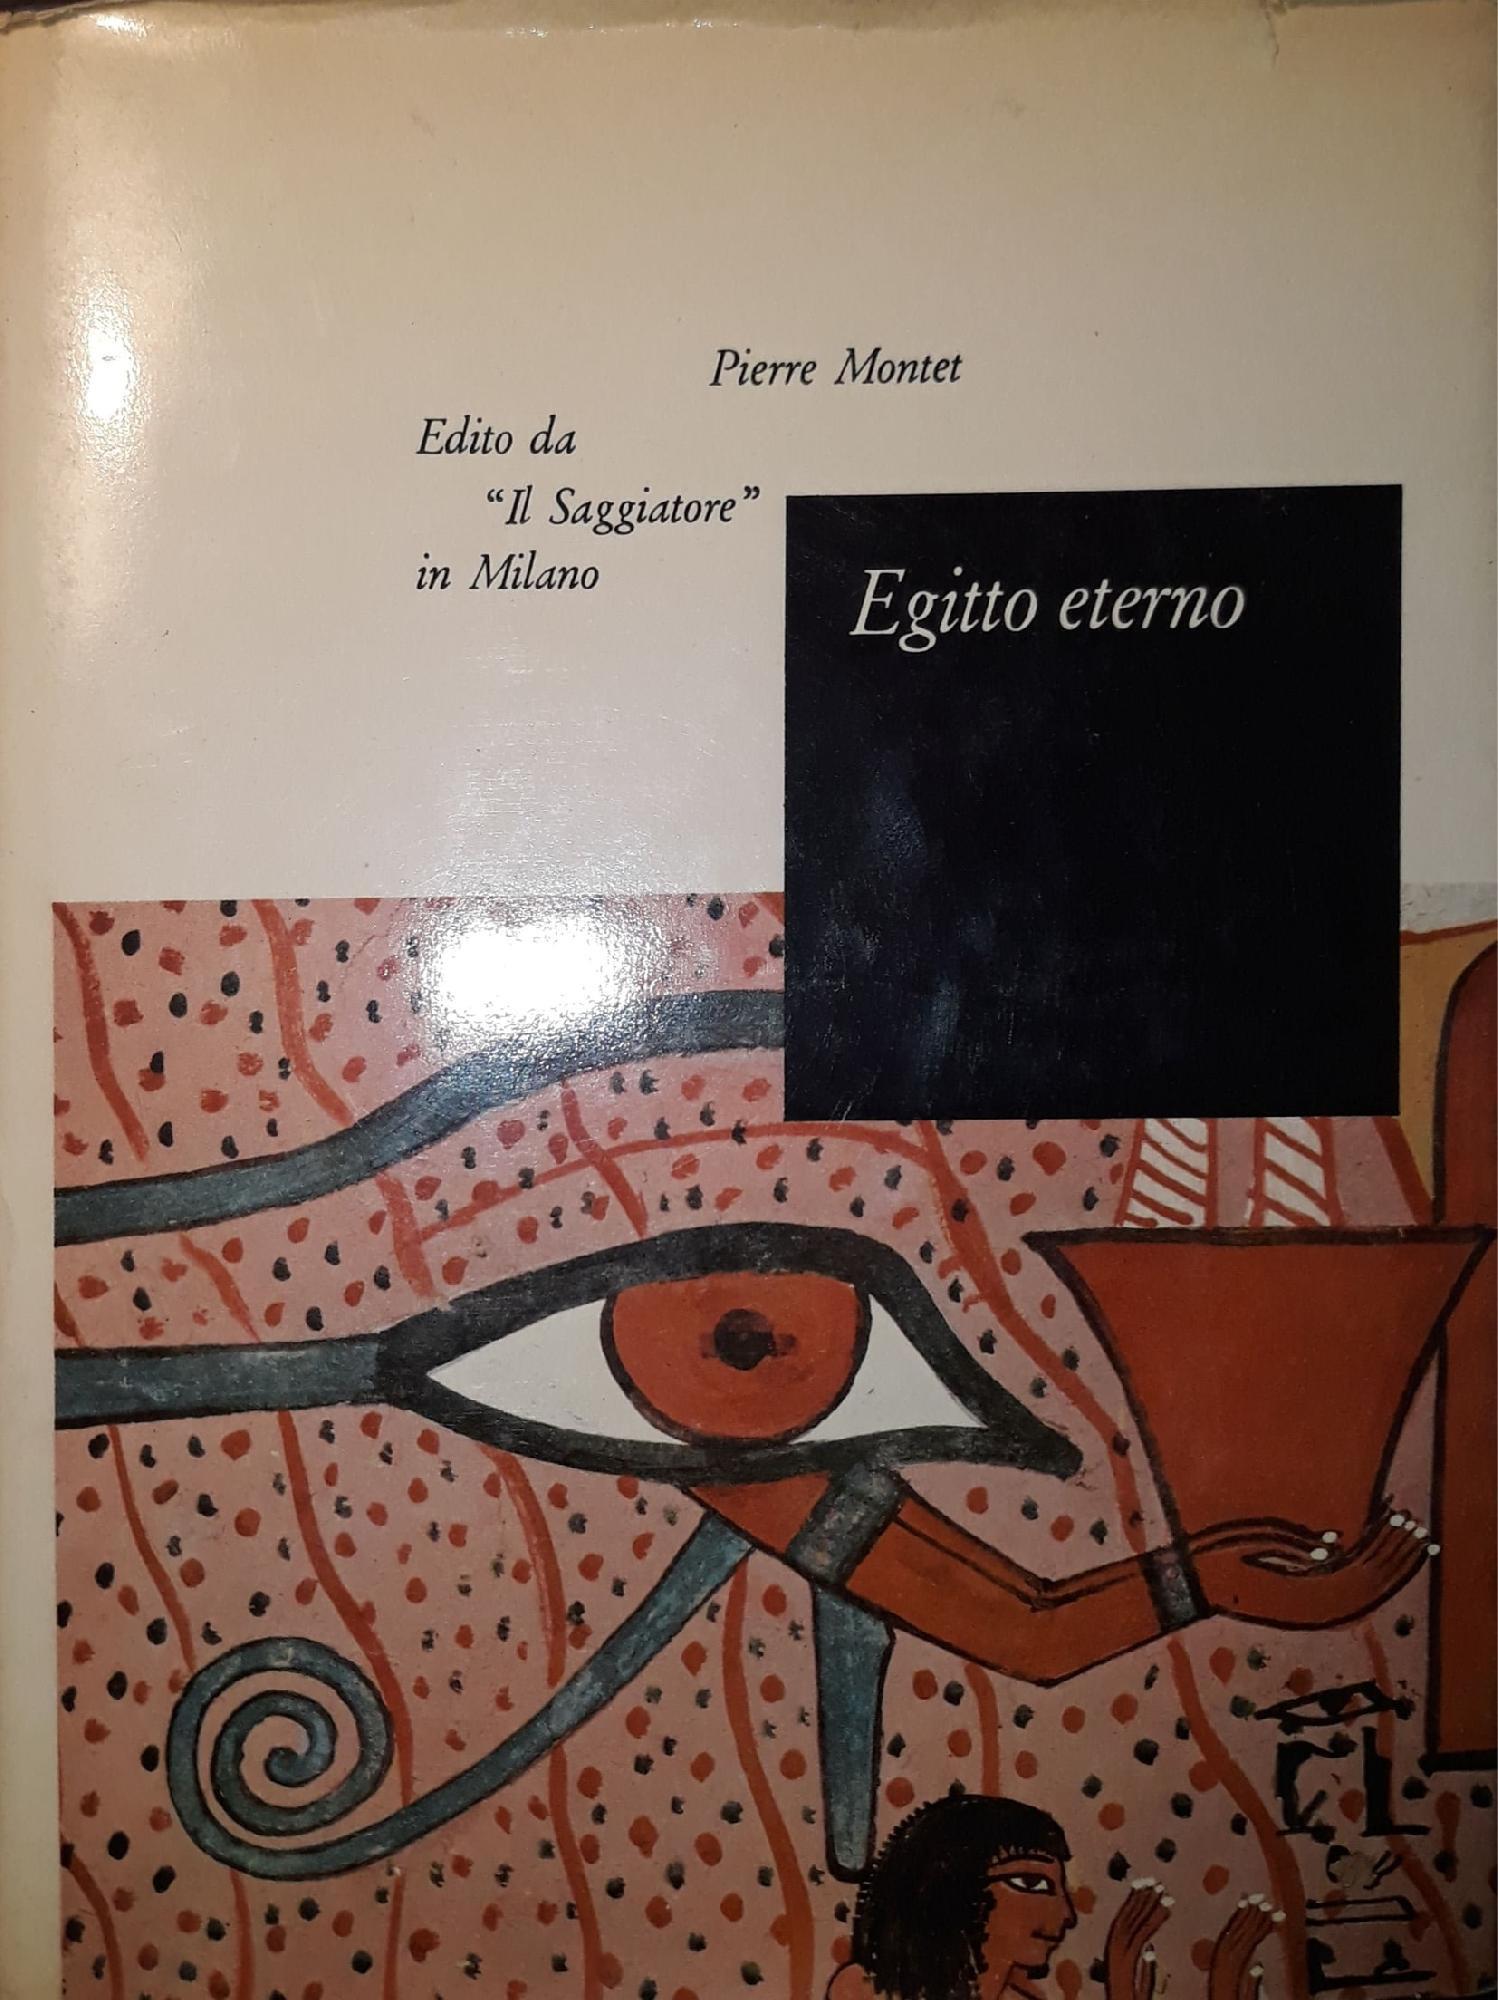 Pierre Montet
Edito da
“Il Saggiatore”
in Milano
Egitto eterno